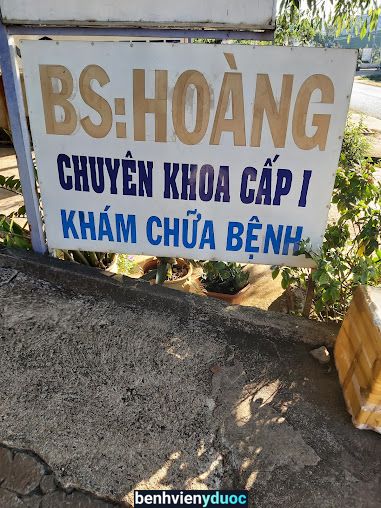 BS:HOÀNG
CHUYÊN KHOA CẤP I
KHÁM CHỮA BỆNH
benhvienyduoc